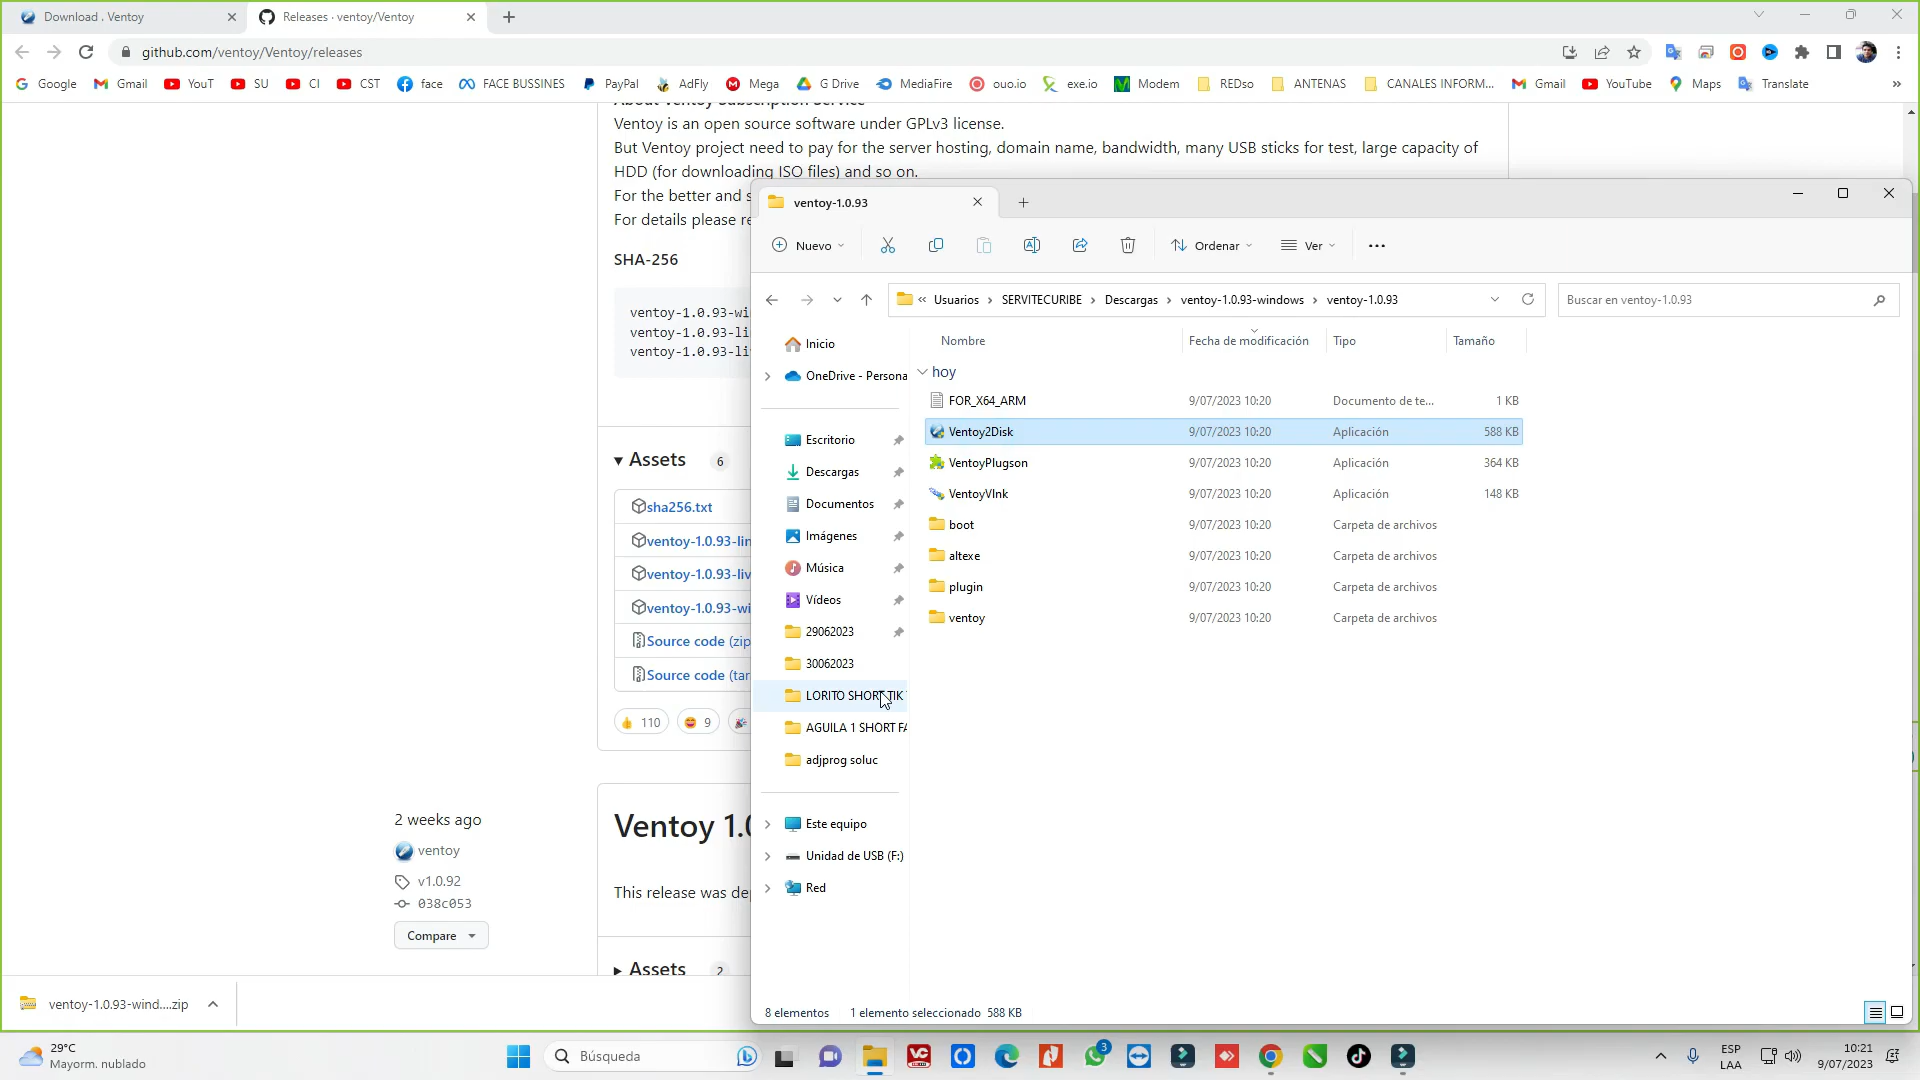 Download . Ventoy
Releases · ventoy/Ventoy
github.com/ventoy/Ventoy/releases
Google
Gmail
YouT
SU
CI
CST
face
FACE BUSSINES
PayPal
AdFly
Mega
G Drive
MediaFire
ouo.io
exe.io
Modem
REDso
ANTENAS
CANALES INFORM...
Gmail
YouTube
Maps
Translate
»
About Ventoy Subscription Service
Ventoy is an open source software under GPLv3 license.
But Ventoy project need to pay for the server hosting, domain name, bandwidth, many USB sticks for test, large capacity of
HDD (for downloading ISO files) and so on.
For the better and s
For details please re
SHA-256
ventoy-1.0.93-wi
ventoy-1.0.93-li
ventoy-1.0.93-li
Assets 6
sha256.txt
ventoy-1.0.93-lin
ventoy-1.0.93-liv
ventoy-1.0.93-wi
Source code (zip
Source code (tar
110
9
2 weeks ago
ventoy
v1.0.92
038c053
Compare
Ventoy 1.0
This release was de
Assets 2
ventoy-1.0.93-wind....zip
ventoy-1.0.93
Nuevo
Ordenar
Ver
« Usuarios › SERVITECURIBE › Descargas › ventoy-1.0.93-windows › ventoy-1.0.93
Buscar en ventoy-1.0.93
Inicio
OneDrive - Persona
Escritorio
Descargas
Documentos
Imágenes
Música
Vídeos
29062023
30062023
LORITO SHORT TIK
AGUILA 1 SHORT FA
adjprog soluc
Este equipo
Unidad de USB (F:)
Red
Nombre Fecha de modificación Tipo Tamaño
hoy
FOR_X64_ARM 9/07/2023 10:20 Documento de te... 1 KB
Ventoy2Disk 9/07/2023 10:20 Aplicación 588 KB
VentoyPlugson 9/07/2023 10:20 Aplicación 364 KB
VentoyVlnk 9/07/2023 10:20 Aplicación 148 KB
boot 9/07/2023 10:20 Carpeta de archivos
altexe 9/07/2023 10:20 Carpeta de archivos
plugin 9/07/2023 10:20 Carpeta de archivos
ventoy 9/07/2023 10:20 Carpeta de archivos
8 elementos 1 elemento seleccionado 588 KB
29°C
Mayorm. nublado
Búsqueda
VC
3
ESP
LAA
10:21
9/07/2023